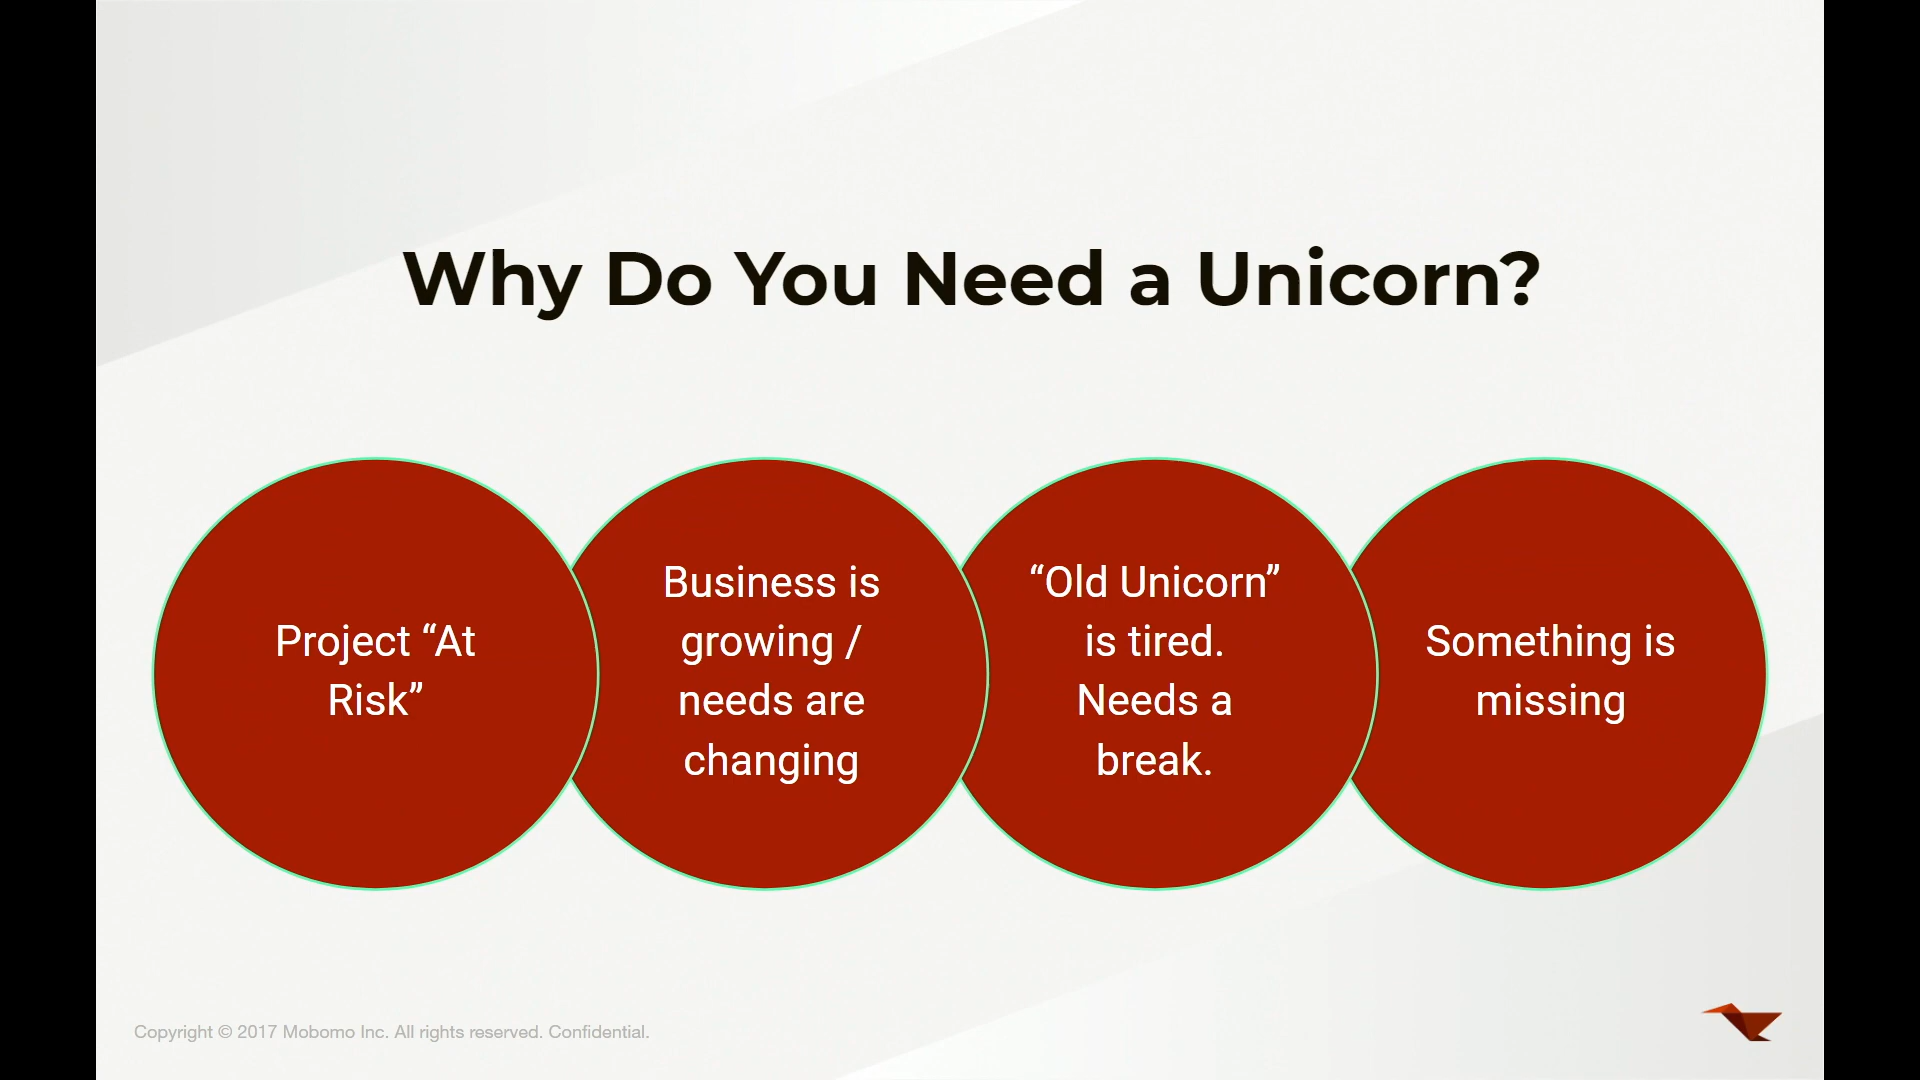 Why Do You Need a Unicorn?
Project “At
Risk”
Business is
growing /
needs are
changing
“Old Unicorn”
is tired.
Needs a
break.
Something is
missing
Copyright © 2017 Mobomo Inc. All rights reserved. Confidential.